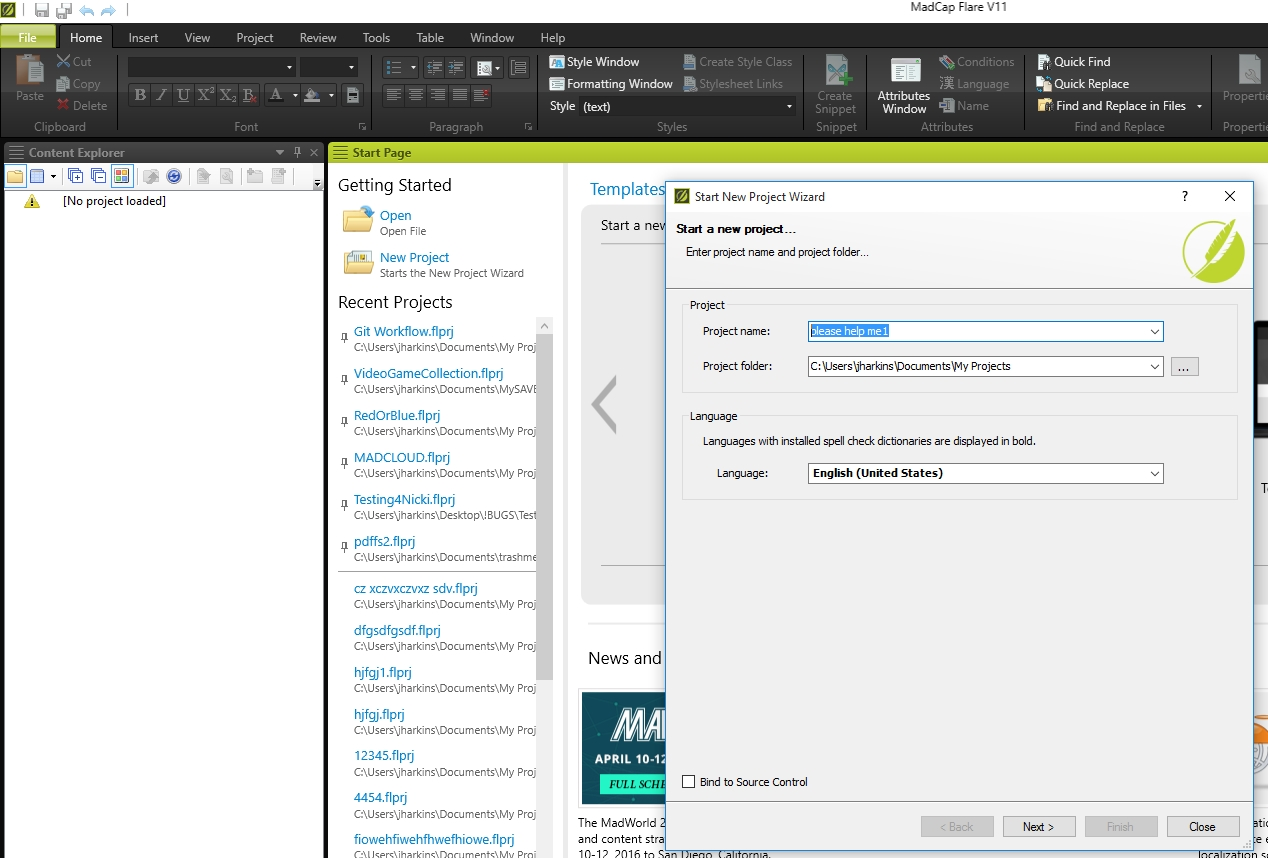 MadCap Flare V11
File Home Insert View Project Review Tools Table Window Help
Paste
Cut
Copy
Delete
Clipboard
B I U X² X₂ B A
Font
Paragraph
Style Window
Formatting Window
Style (text)
Create Style Class
Stylesheet Links
Styles
Create Snippet
Snippet
Attributes Window
Conditions
漢 Language
Name
Attributes
Quick Find
Quick Replace
Find and Replace in Files
Find and Replace
Properti
Properti
Content Explorer
[No project loaded]
Start Page
Getting Started
Open
Open File
New Project
Starts the New Project Wizard
Recent Projects
Git Workflow.flprj
C:\Users\jharkins\Documents\My Proj
VideoGameCollection.flprj
C:\Users\jharkins\Documents\MySAVE
RedOrBlue.flprj
C:\Users\jharkins\Documents\My Proj
MADCLOUD.flprj
C:\Users\jharkins\Documents\My Proj
Testing4Nicki.flprj
C:\Users\jharkins\Desktop\!BUGS\Test
pdffs2.flprj
C:\Users\jharkins\Documents\trashme
cz xczvxczvxz sdv.flprj
C:\Users\jharkins\Documents\My Proj
dfgsdfgsdf.flprj
C:\Users\jharkins\Documents\My Proj
hjfgj1.flprj
C:\Users\jharkins\Documents\My Proj
hjfgj.flprj
C:\Users\jharkins\Documents\My Proj
12345.flprj
C:\Users\jharkins\Documents\My Proj
4454.flprj
C:\Users\jharkins\Documents\My Proj
fiowehfiwehfhwefhiowe.flprj
C:\Users\jharkins\Documents\My Proj
Templates
Start a new
News and
MA
APRIL 10-12
FULL SCHE
The MadWorld 2
and content stra
10-12, 2016 to San Diego, California.
Start New Project Wizard
?
Start a new project...
Enter project name and project folder...
Project
Project name: please help me1
Project folder: C:\Users\jharkins\Documents\My Projects
...
Language
Languages with installed spell check dictionaries are displayed in bold.
Language: English (United States)
Bind to Source Control
< Back Next > Finish Close